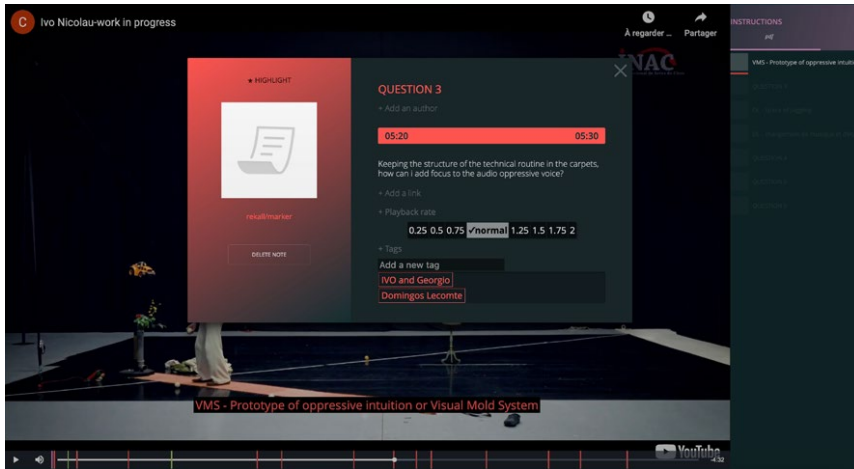 C Ivo Nicolau-work in progress
À regarder ... Partager
INAC
INSTRUCTIONS
VMS - Prototype of oppressive intuiti
★ HIGHLIGHT
rekall/marker
DELETE NOTE
QUESTION 3
+ Add an author
05:20 05:30
Keeping the structure of the technical routine in the carpets,
how can i add focus to the audio oppressive voice?
+ Add a link
+ Playback rate
0.25 0.5 0.75 ✓normal 1.25 1.5 1.75 2
+ Tags
Add a new tag
IVO and Georgio
Domingos Lecomte
VMS - Prototype of oppressive intuition or Visual Mold System
YouTube
-4:32